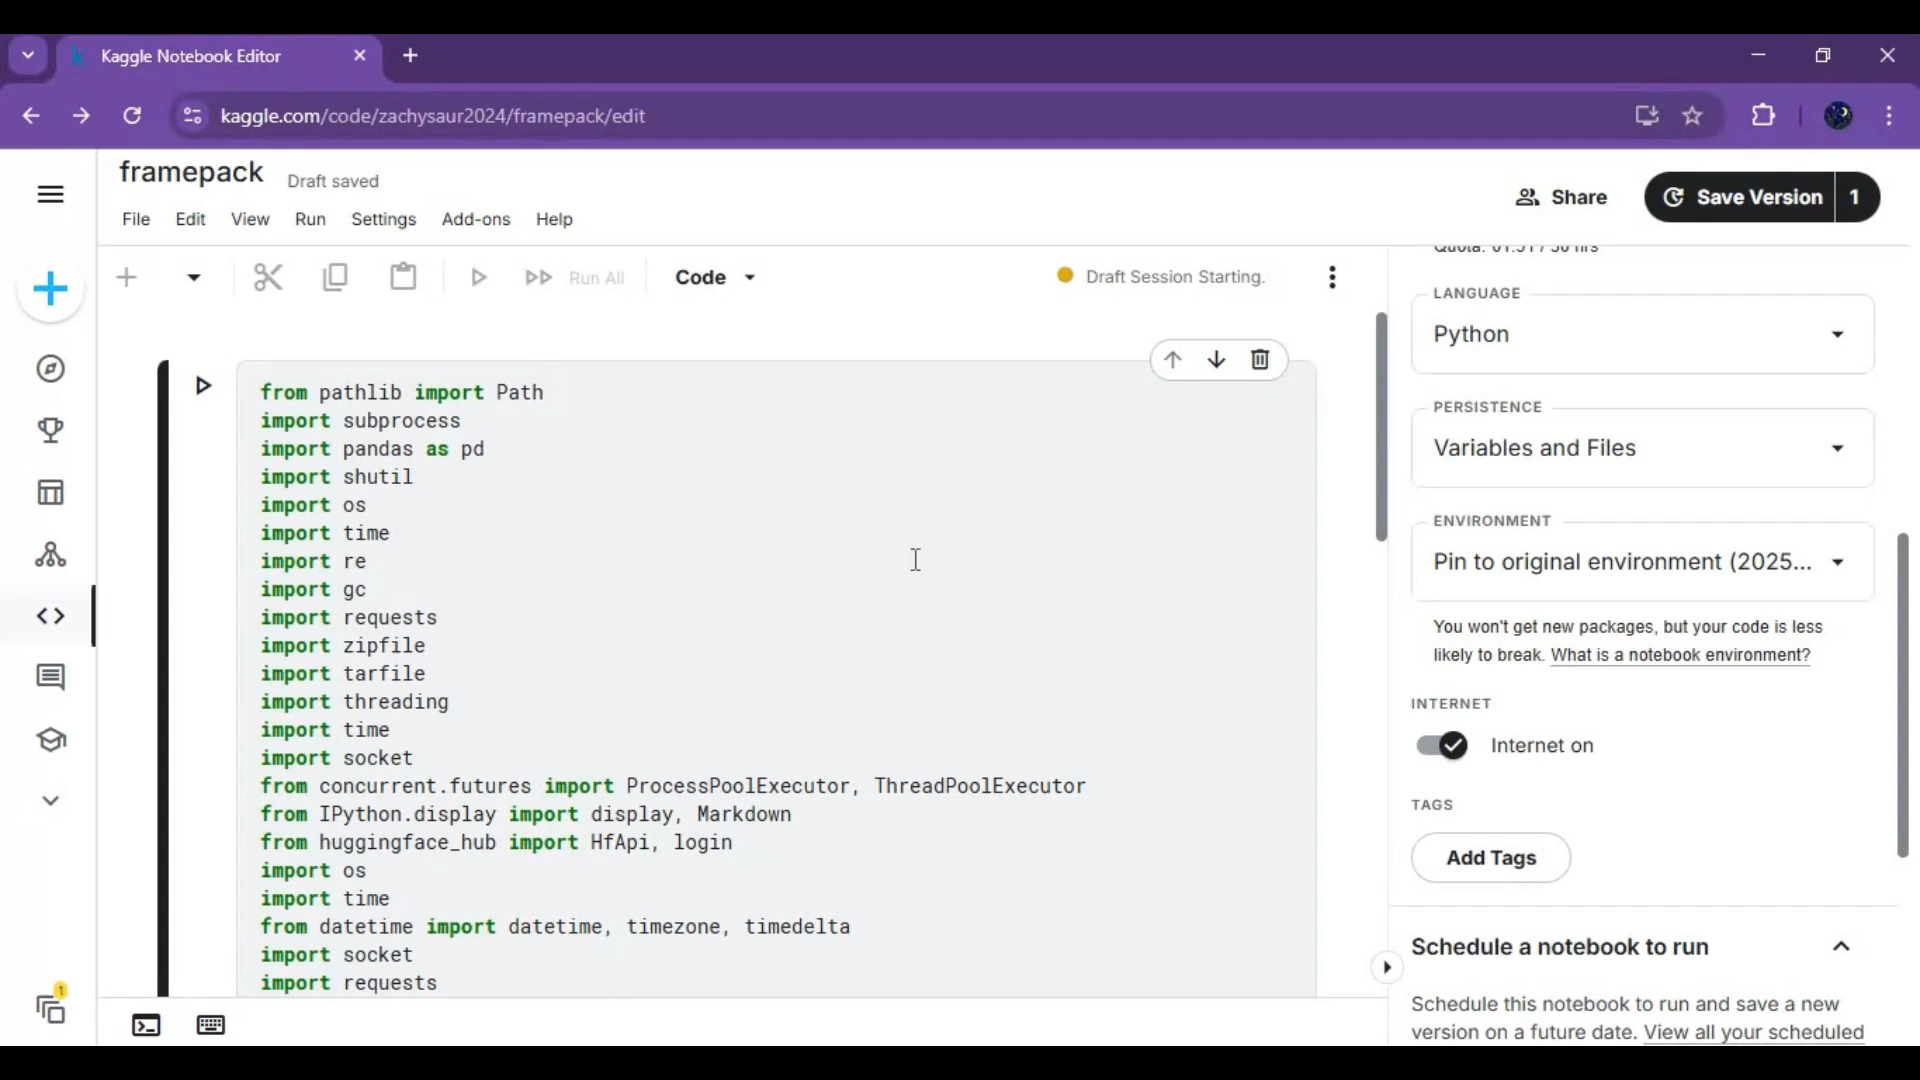 Kaggle Notebook Editor
kaggle.com/code/zachysaur2024/framepack/edit
framepack Draft saved
File Edit View Run Settings Add-ons Help
Share
Save Version 1
Run All
Code
Draft Session Starting.
from pathlib import Path
import subprocess
import pandas as pd
import shutil
import os
import time
import re
import gc
import requests
import zipfile
import tarfile
import threading
import time
import socket
from concurrent.futures import ProcessPoolExecutor, ThreadPoolExecutor
from IPython.display import display, Markdown
from huggingface_hub import HfApi, login
import os
import time
from datetime import datetime, timezone, timedelta
import socket
import requests
LANGUAGE
Python
PERSISTENCE
Variables and Files
ENVIRONMENT
Pin to original environment (2025...
You won't get new packages, but your code is less
likely to break. What is a notebook environment?
INTERNET
Internet on
TAGS
Add Tags
Schedule a notebook to run
Schedule this notebook to run and save a new
version on a future date. View all your scheduled
1